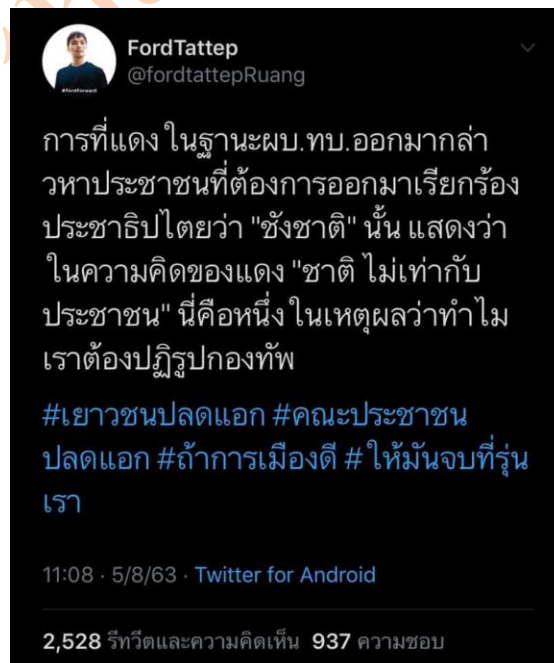 FordTattep
@fordtattepRuang
การที่แดง ในฐานะผบ.ทบ.ออกมากล่า
วหาประชาชนที่ต้องการออกมาเรียกร้อง
ประชาธิปไตยว่า "ชังชาติ" นั้น แสดงว่า
ในความคิดของแดง "ชาติ ไม่เท่ากับ
ประชาชน" นี่คือหนึ่ง ในเหตุผลว่าทำไม
เราต้องปฏิรูปกองทัพ
#เยาวชนปลดแอก #คณะประชาชน
ปลดแอก #ถ้าการเมืองดี # ให้มันจบที่รุ่น
เรา
11:08 · 5/8/63 · Twitter for Android
2,528 รีทวีตและความคิดเห็น 937 ความชอบ